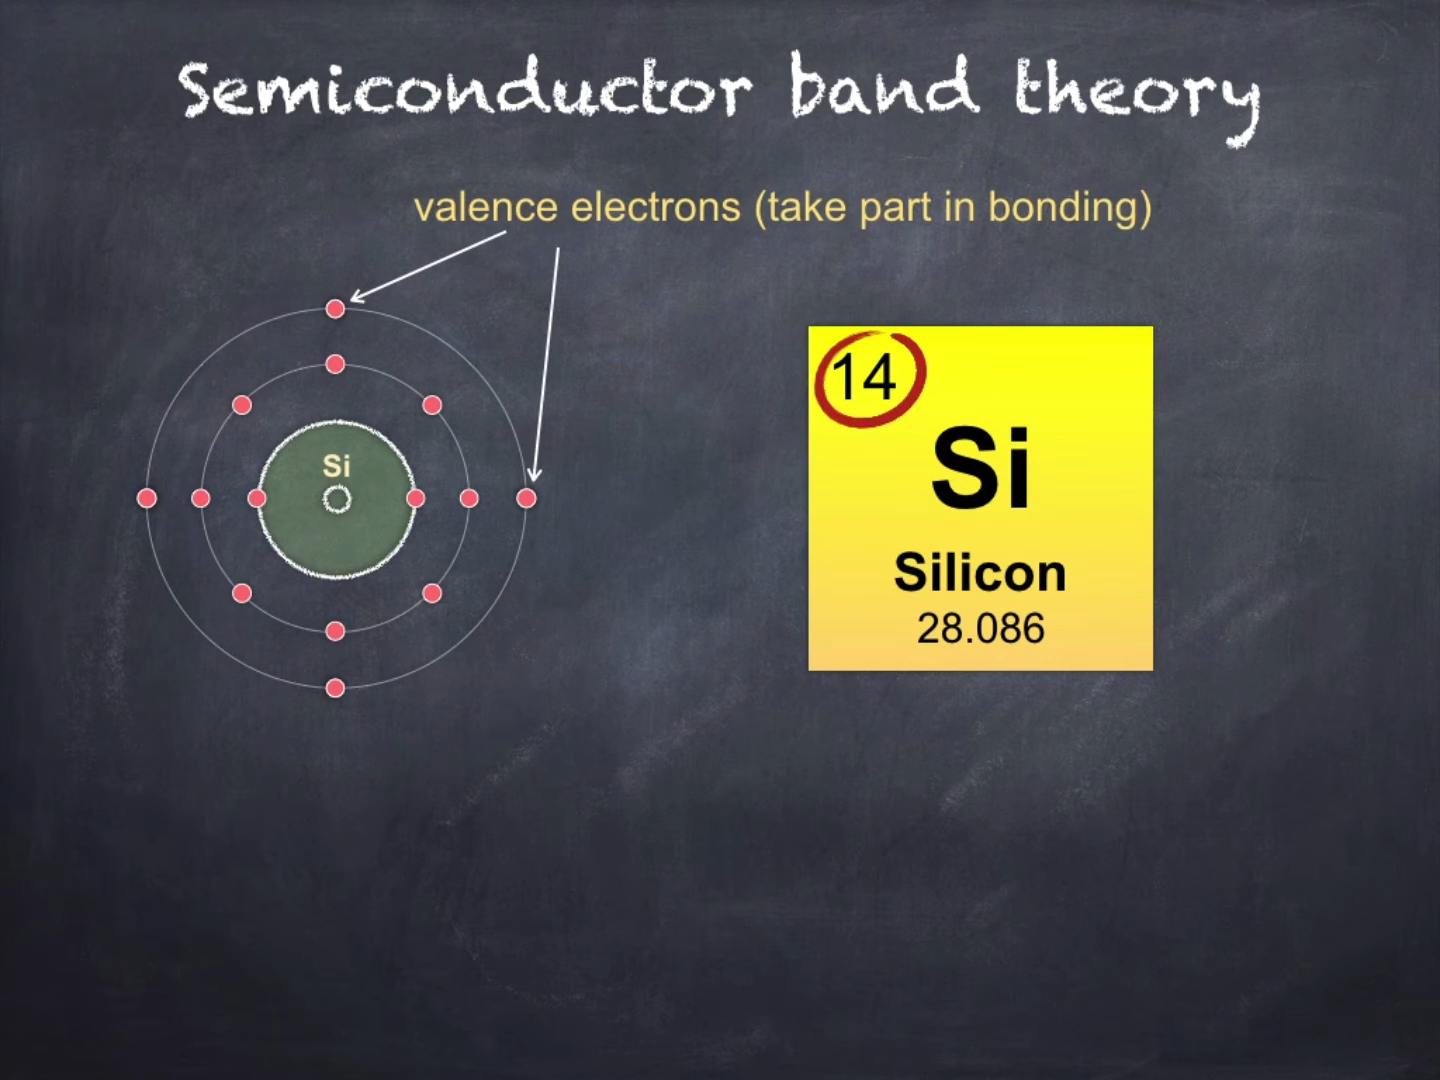 Semiconductor band theory
valence electrons (take part in bonding)
Si
14
Si
Silicon
28.086